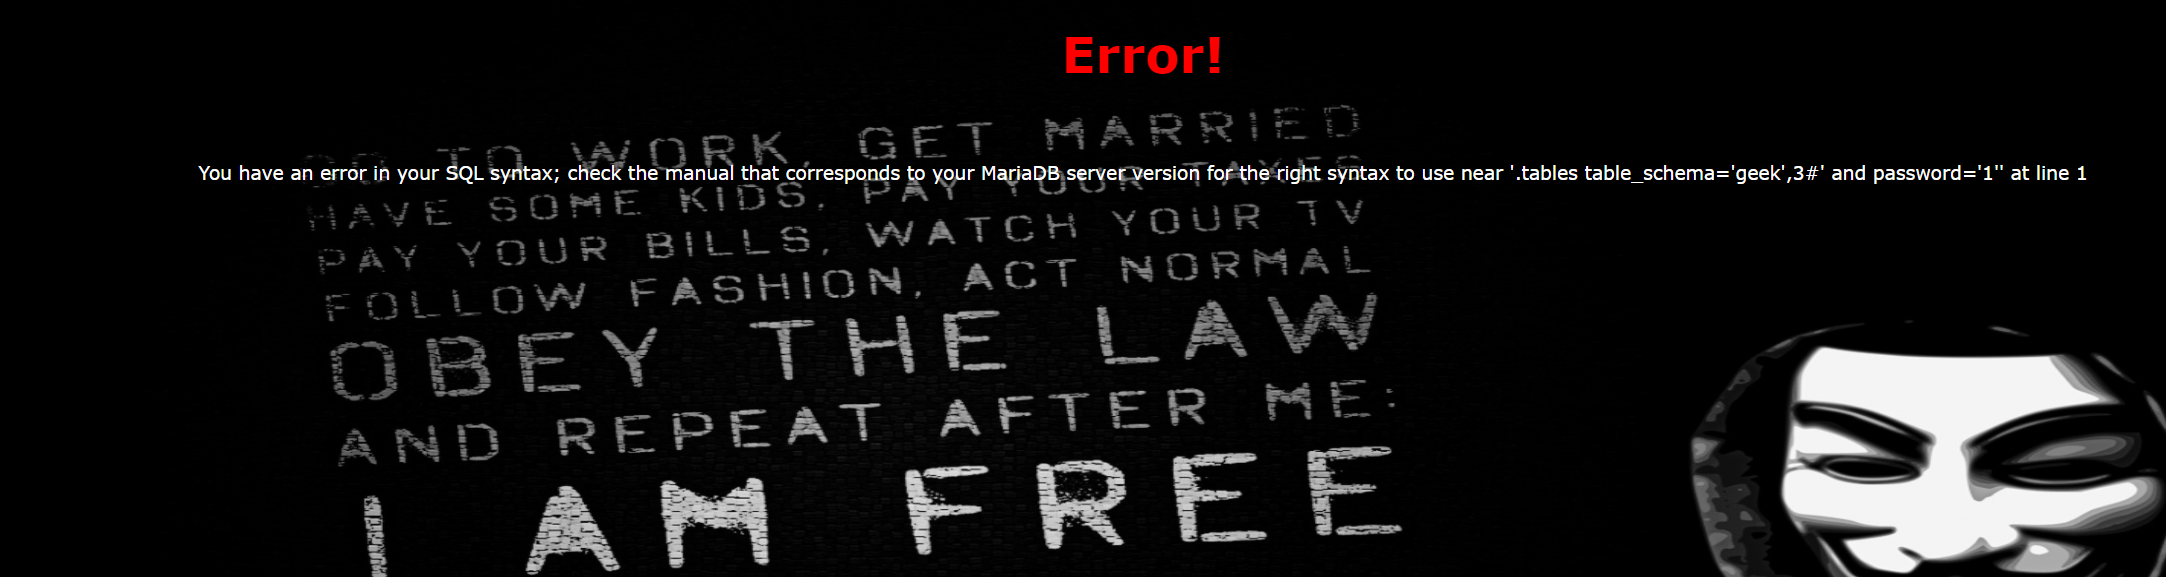 Error!
GO TO WORK, GET MARRIED
You have an error in your SQL syntax; check the manual that corresponds to your MariaDB server version for the right syntax to use near '.tables table_schema='geek',3#' and password='1'' at line 1
HAVE SOME KIDS, PAY YOUR TAXES
PAY YOUR BILLS, WATCH YOUR TV
FOLLOW FASHION, ACT NORMAL
OBEY THE LAW
AND REPEAT AFTER ME:
I AM FREE